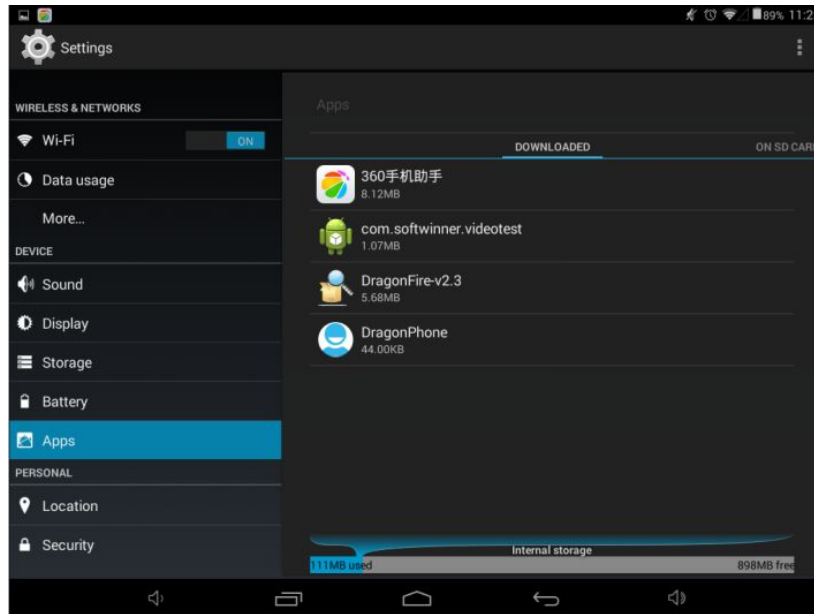 89% 11:2
Settings
WIRELESS & NETWORKS
Wi-Fi ON
Data usage
More...
DEVICE
Sound
Display
Storage
Battery
Apps
PERSONAL
Location
Security
Apps
DOWNLOADED ON SD CAR
360手机助手
8.12MB
com.softwinner.videotest
1.07MB
DragonFire-v2.3
5.68MB
DragonPhone
44.00KB
Internal storage
111MB used 898MB free